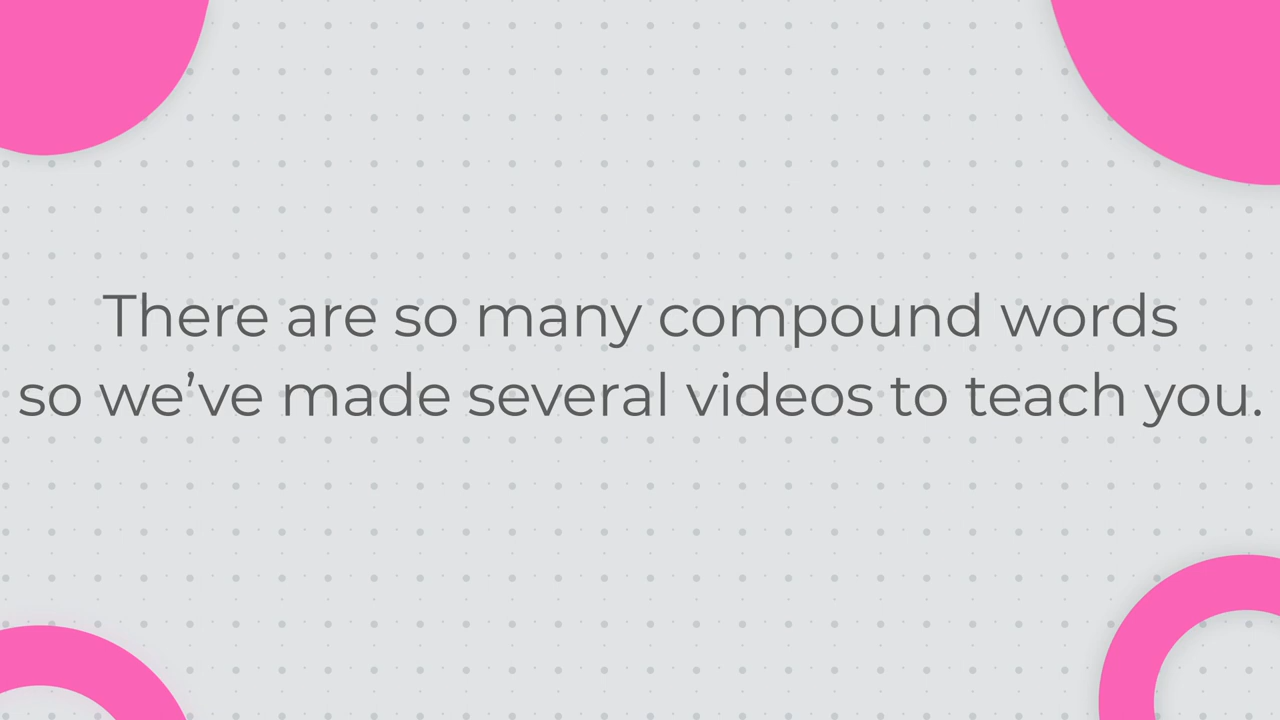 There are so many compound words
so we’ve made several videos to teach you.